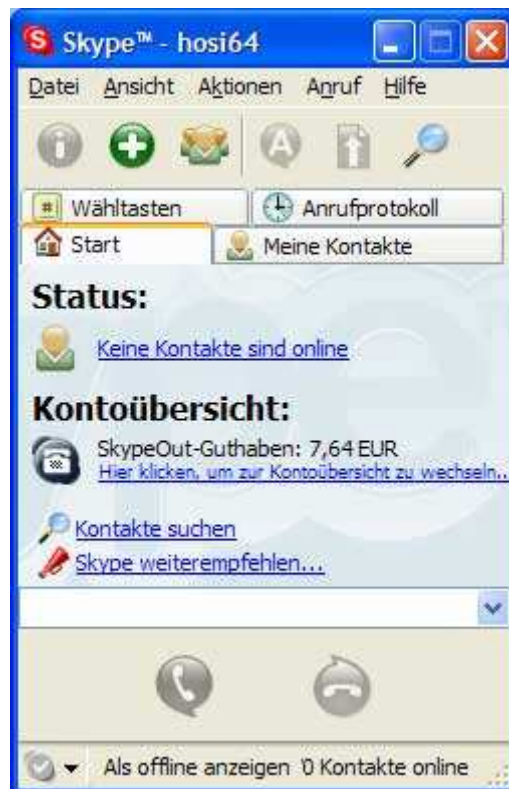 Skype™ - hosi64
Datei Ansicht Aktionen Anruf Hilfe
Wähltasten Anrufprotokoll
Start Meine Kontakte
Status:
Keine Kontakte sind online
Kontoübersicht:
SkypeOut-Guthaben: 7,64 EUR
Hier klicken, um zur Kontoübersicht zu wechseln..
Kontakte suchen
Skype weiterempfehlen...
Als offline anzeigen '0 Kontakte online